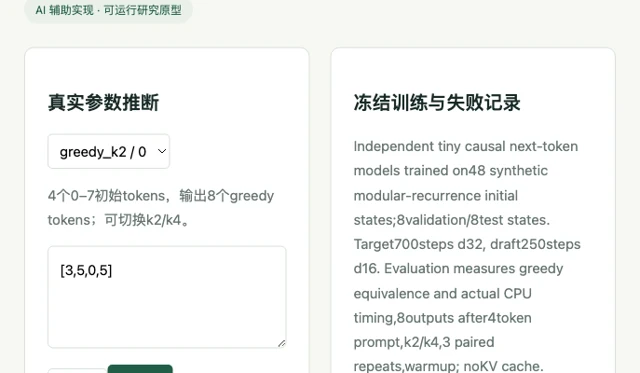 AI 辅助实现 · 可运行研究原型
真实参数推断
greedy_k2 / 0
4个0–7初始tokens，输出8个greedy
tokens；可切换k2/k4。
[3,5,0,5]
冻结训练与失败记录
Independent tiny causal next-token
models trained on48 synthetic
modular-recurrence initial
states;8validation/8test states.
Target700steps d32, draft250steps
d16. Evaluation measures greedy
equivalence and actual CPU
timing,8outputs after4token
prompt,k2/k4,3 paired
repeats,warmup; noKV cache.